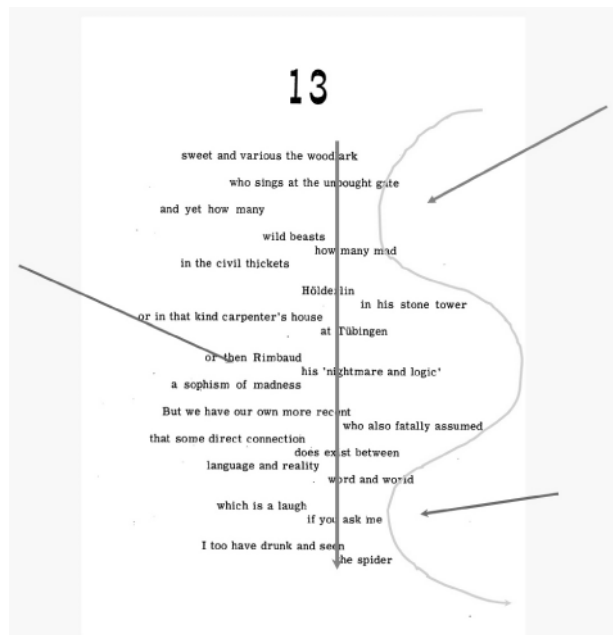 13
sweet and various the woodlark
who sings at the unbought gate
and yet how many
wild beasts
how many mad
in the civil thickets
Hölderlin
in his stone tower
or in that kind carpenter's house
at Tübingen
or then Rimbaud
his 'nightmare and logic'
a sophism of madness
But we have our own more recent
who also fatally assumed
that some direct connection
does exist between
language and reality
word and world
which is a laugh
if you ask me
I too have drunk and seen
the spider